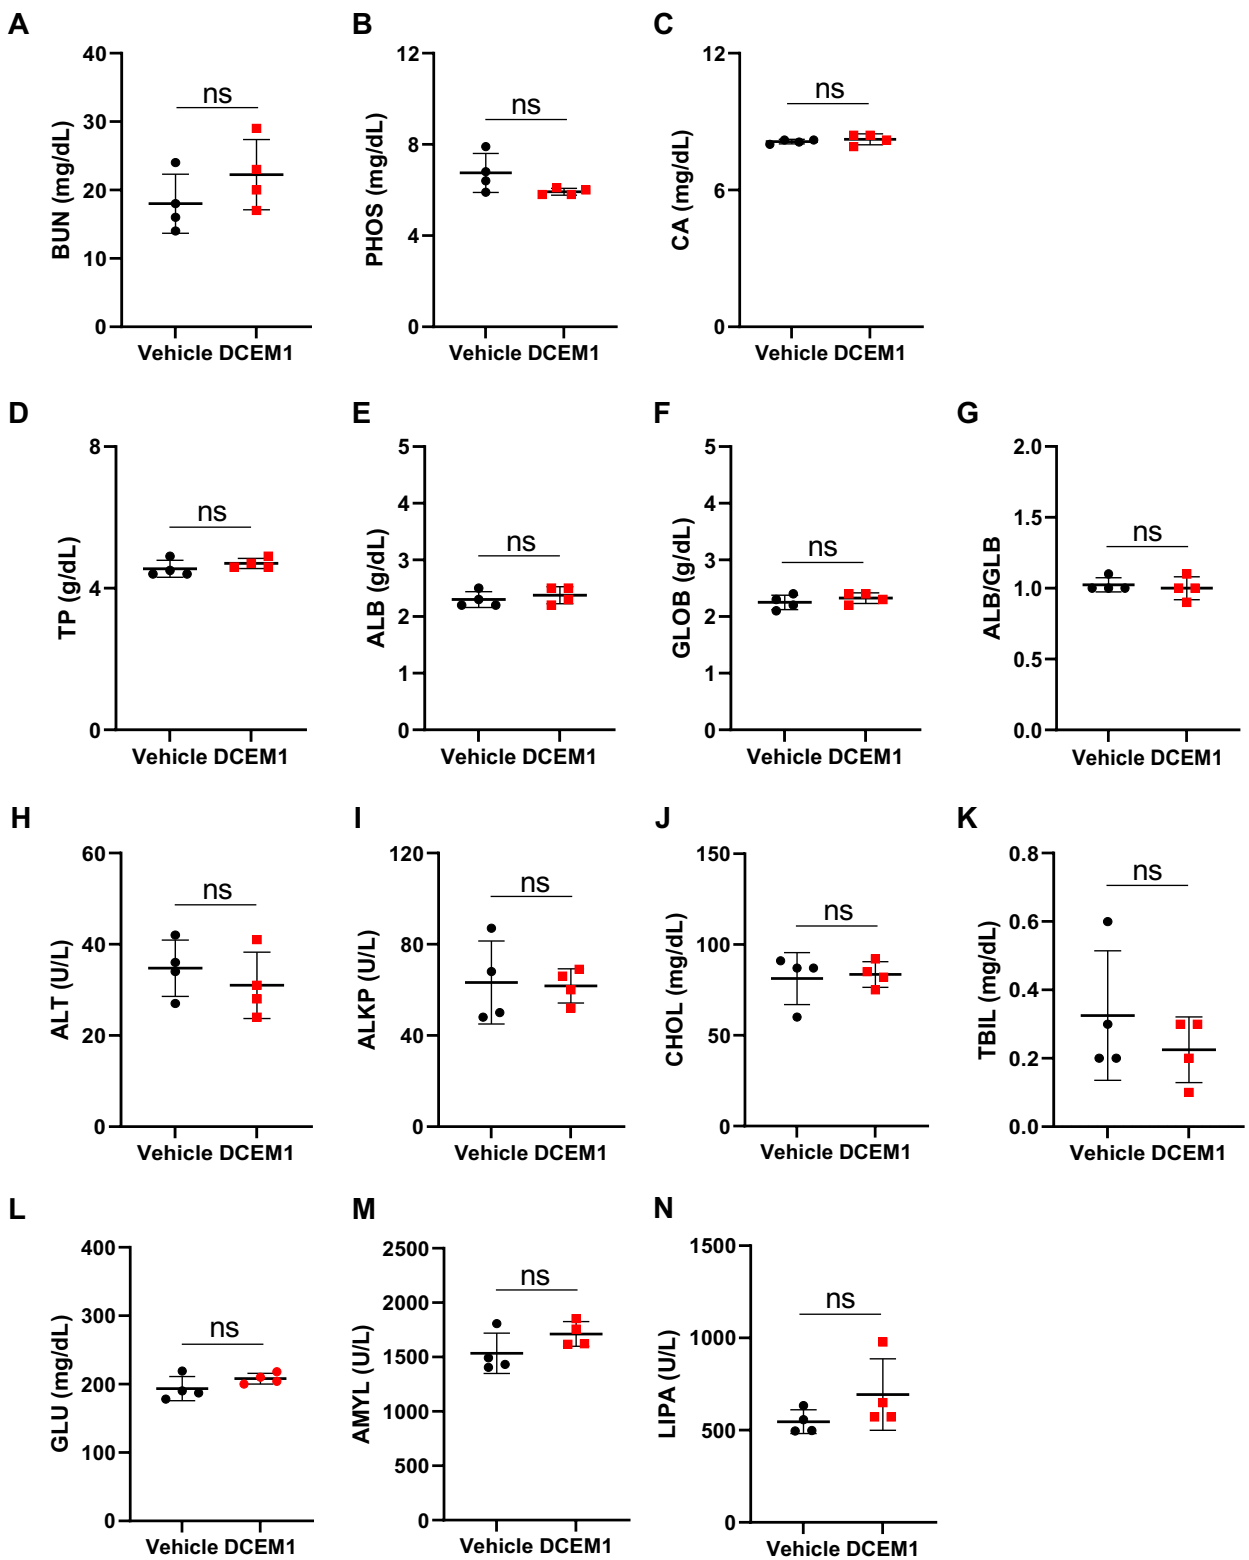 A
BUN (mg/dL)
40
30
20
10
0
ns
Vehicle DCEM1
B
PHOS (mg/dL)
12
8
4
0
ns
Vehicle DCEM1
C
CA (mg/dL)
12
6
0
ns
Vehicle DCEM1
D
TP (g/dL)
8
4
0
ns
Vehicle DCEM1
E
ALB (g/dL)
5
4
3
2
1
0
ns
Vehicle DCEM1
F
GLOB (g/dL)
5
4
3
2
1
0
ns
Vehicle DCEM1
G
ALB/GLB
2.0
1.5
1.0
0.5
0.0
ns
Vehicle DCEM1
H
ALT (U/L)
60
40
20
0
ns
Vehicle DCEM1
I
ALKP (U/L)
120
80
40
0
ns
Vehicle DCEM1
J
CHOL (mg/dL)
150
100
50
0
ns
Vehicle DCEM1
K
TBIL (mg/dL)
0.8
0.6
0.4
0.2
0.0
ns
Vehicle DCEM1
L
GLU (mg/dL)
400
300
200
100
0
ns
Vehicle DCEM1
M
AMYL (U/L)
2500
2000
1500
1000
500
0
ns
Vehicle DCEM1
N
LIPA (U/L)
1500
1000
500
0
ns
Vehicle DCEM1